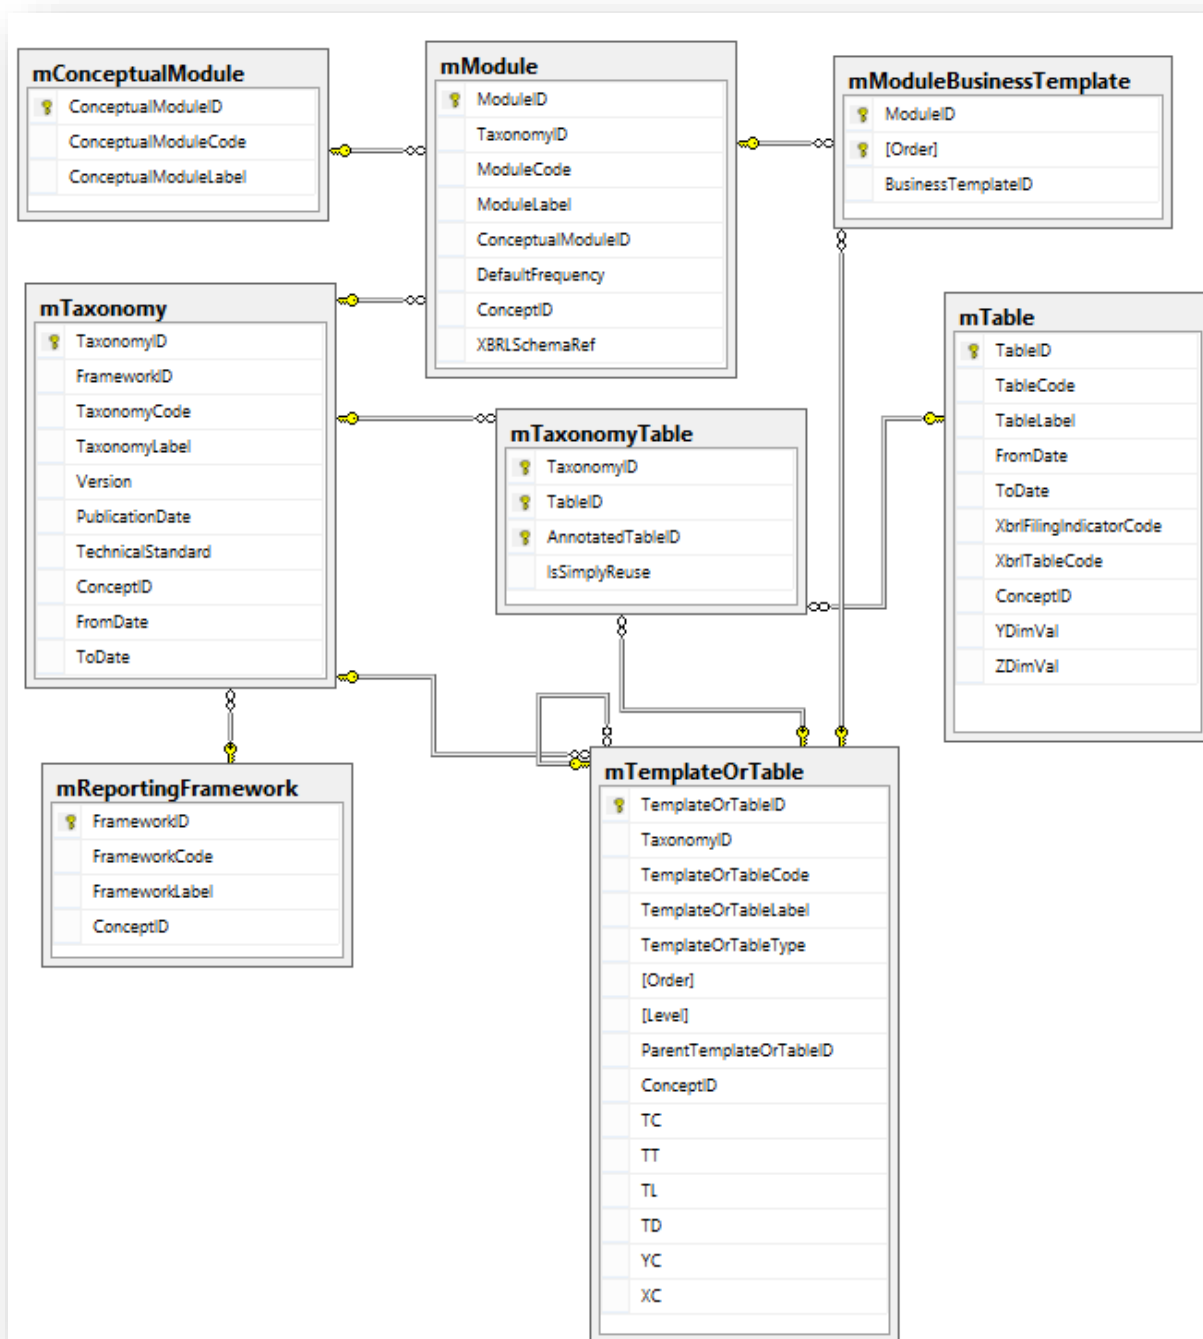 mConceptualModule
ConceptualModuleID
ConceptualModuleCode
ConceptualModuleLabel
mModule
ModuleID
TaxonomyID
ModuleCode
ModuleLabel
ConceptualModuleID
DefaultFrequency
ConceptID
XBRLSchemaRef
mModuleBusinessTemplate
ModuleID
[Order]
BusinessTemplateID
mTaxonomy
TaxonomyID
FrameworkID
TaxonomyCode
TaxonomyLabel
Version
PublicationDate
TechnicalStandard
ConceptID
FromDate
ToDate
mTaxonomyTable
TaxonomyID
TableID
AnnotatedTableID
IsSimplyReuse
mTable
TableID
TableCode
TableLabel
FromDate
ToDate
XbrlFilingIndicatorCode
XbrlTableCode
ConceptID
YDimVal
ZDimVal
mReportingFramework
FrameworkID
FrameworkCode
FrameworkLabel
ConceptID
mTemplateOrTable
TemplateOrTableID
TaxonomyID
TemplateOrTableCode
TemplateOrTableLabel
TemplateOrTableType
[Order]
[Level]
ParentTemplateOrTableID
ConceptID
TC
TT
TL
TD
YC
XC